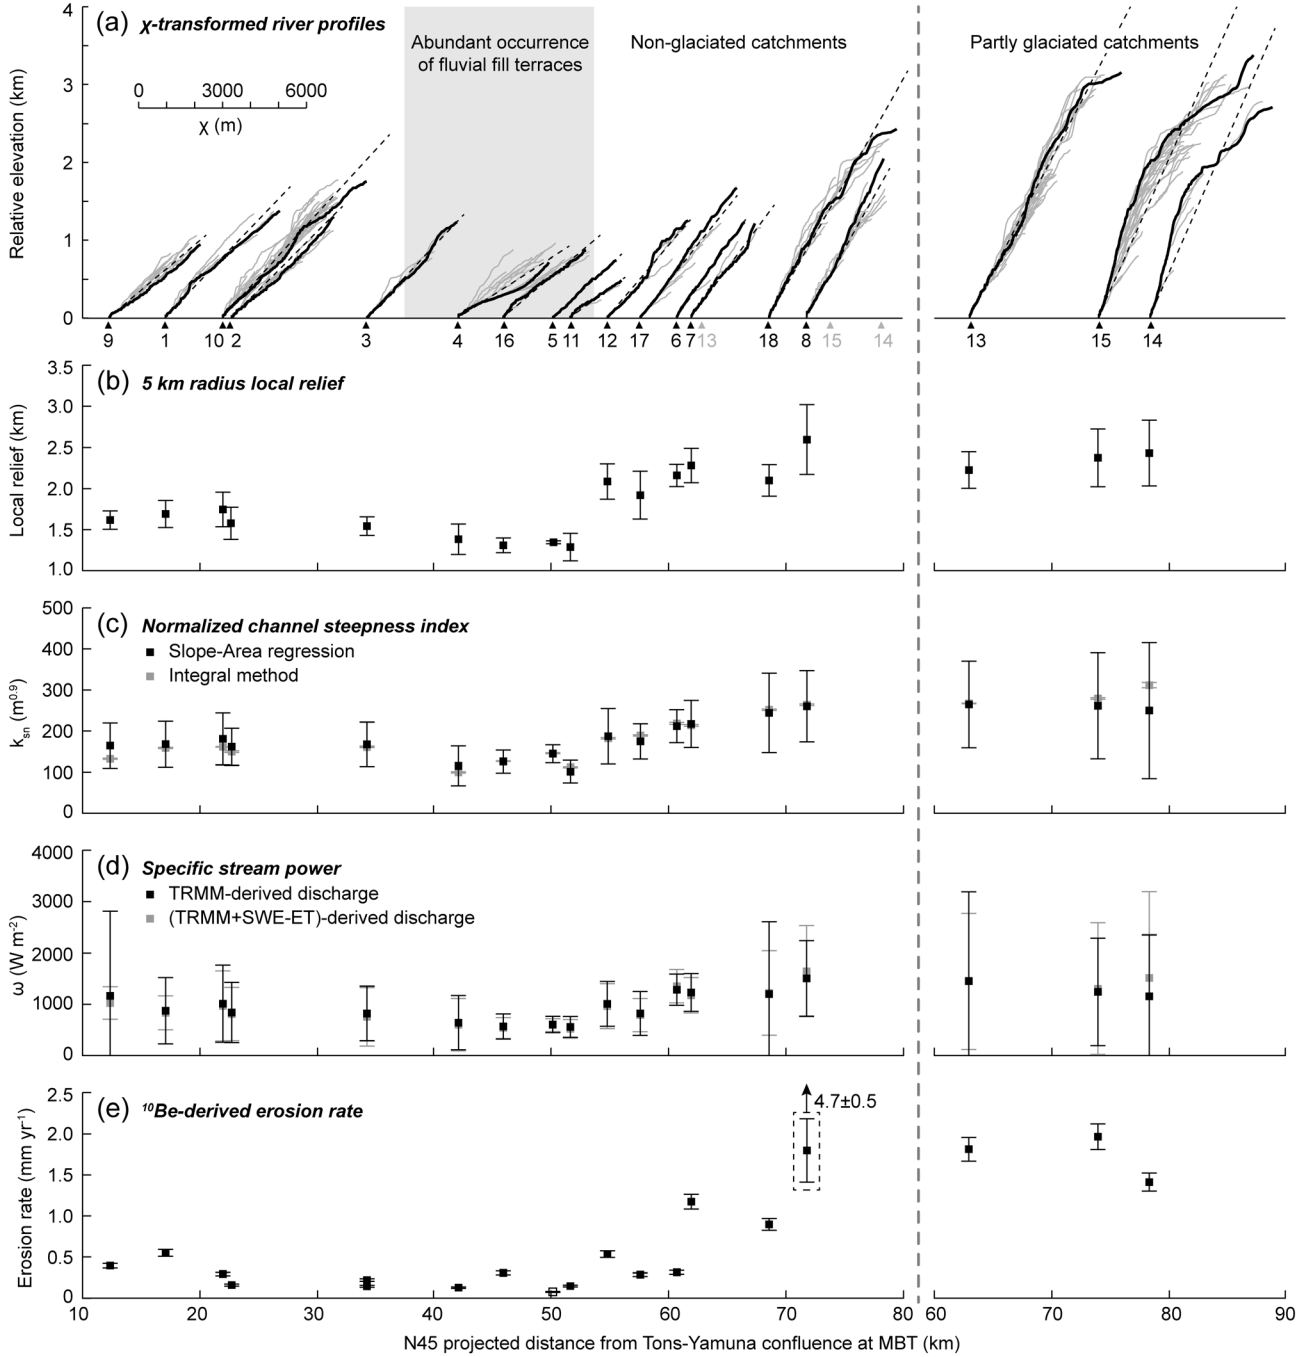 (a) χ-transformed river profiles
Abundant occurrence
of fluvial fill terraces
Non-glaciated catchments
Partly glaciated catchments
0 3000 6000
χ (m)
Relative elevation (km)
4
3
2
1
0
9 1 10 2 3 4 16 5 11 12 17 6 7 13 18 8 15 14
13 15 14
(b) 5 km radius local relief
Local relief (km)
3.5
3.0
2.5
2.0
1.5
1.0
(c) Normalized channel steepness index
Slope-Area regression
Integral method
k_sn (m^0.9)
500
400
300
200
100
0
(d) Specific stream power
TRMM-derived discharge
(TRMM+SWE-ET)-derived discharge
ω (W m⁻²)
4000
3000
2000
1000
0
(e) ¹⁰Be-derived erosion rate
4.7±0.5
Erosion rate (mm yr⁻¹)
2.5
2.0
1.5
1.0
0.5
0
10 20 30 40 50 60 70 80
60 70 80 90
N45 projected distance from Tons-Yamuna confluence at MBT (km)